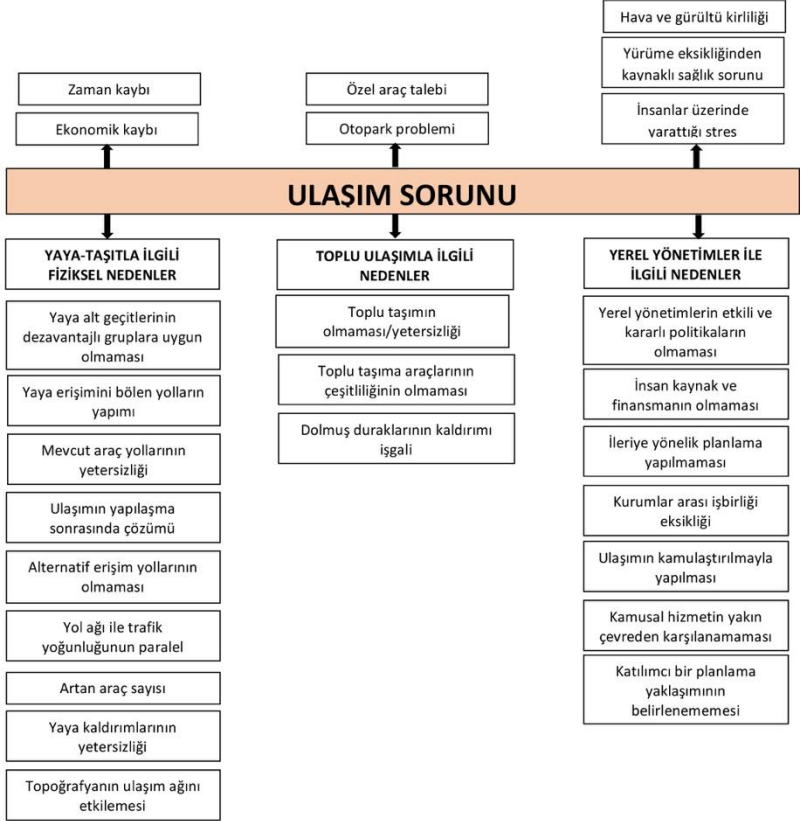 Zaman kaybı
Ekonomik kaybı
Özel araç talebi
Otopark problemi
Hava ve gürültü kirliliği
Yürüme eksikliğinden
kaynaklı sağlık sorunu
İnsanlar üzerinde
yarattığı stres
ULAŞIM SORUNU
YAYA-TAŞITLA İLGİLİ
FİZİKSEL NEDENLER
Yaya alt geçitlerinin
dezavantajlı gruplara uygun
olmaması
Yaya erişimini bölen yolların
yapımı
Mevcut araç yollarının
yetersizliği
Ulaşımın yapılaşma
sonrasında çözümü
Alternatif erişim yollarının
olmaması
Yol ağı ile trafik
yoğunluğunun paralel
Artan araç sayısı
Yaya kaldırımlarının
yetersizliği
Topoğrafyanın ulaşım ağını
etkilemesi
TOPLU ULAŞIMLA İLGİLİ
NEDENLER
Toplu taşımın
olmaması/yetersizliği
Toplu taşıma araçlarının
çeşitliliğinin olmaması
Dolmuş duraklarının kaldırımı
işgali
YEREL YÖNETİMLER İLE
İLGİLİ NEDENLER
Yerel yönetimlerin etkili ve
kararlı politikaların
olmaması
İnsan kaynak ve
finansmanın olmaması
İleriye yönelik planlama
yapılmaması
Kurumlar arası işbirliği
eksikliği
Ulaşımın kamulaştırılmayla
yapılması
Kamusal hizmetin yakın
çevreden karşılanamaması
Katılımcı bir planlama
yaklaşımının
belirlenememesi